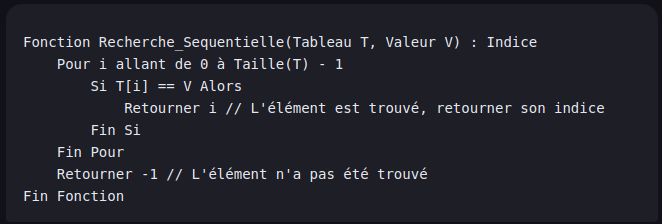 Fonction Recherche_Sequentielle(Tableau T, Valeur V) : Indice
    Pour i allant de 0 à Taille(T) - 1
        Si T[i] == V Alors
            Retourner i // L'élément est trouvé, retourner son indice
        Fin Si
    Fin Pour
    Retourner -1 // L'élément n'a pas été trouvé
Fin Fonction